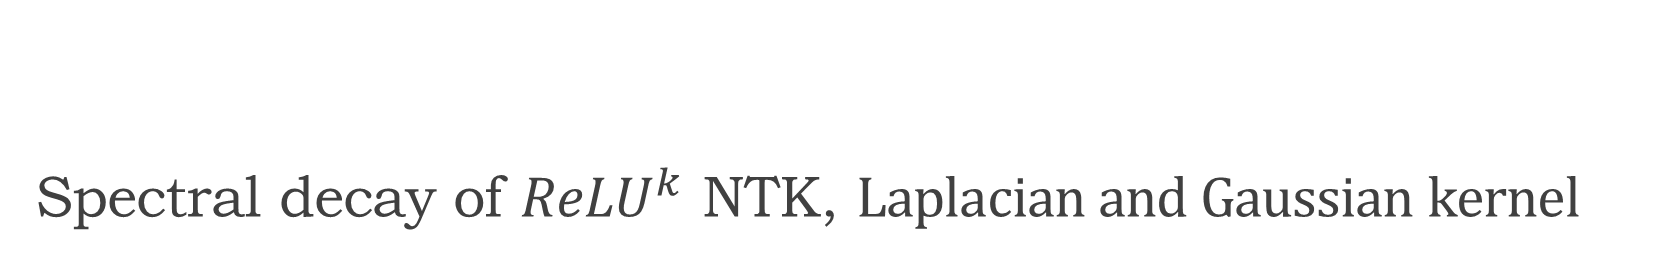 Spectral decay of ReLU^k NTK, Laplacian and Gaussian kernel